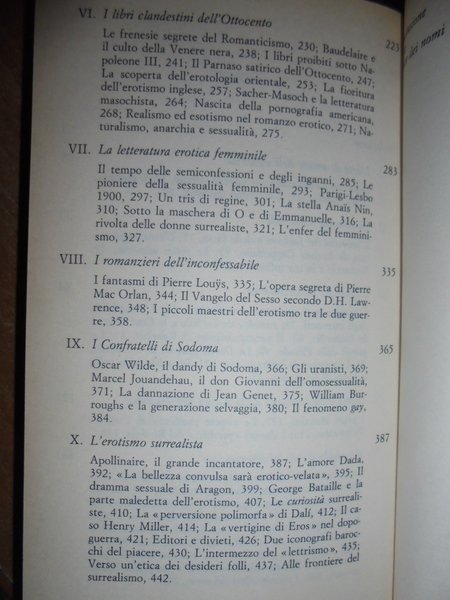 VI. I libri clandestini dell'Ottocento 223
Le frenesie segrete del Romanticismo, 230; Baudelaire e
il culto della Venere nera, 238; I libri proibiti sotto Na-
poleone III, 241; Il Parnaso satirico dell'Ottocento, 247;
La scoperta dell'erotologia orientale, 253; La fioritura
dell'erotismo inglese, 257; Sacher-Masoch e la letteratura
masochista, 264; Nascita della pornografia americana,
268; Realismo ed esotismo nel romanzo erotico, 271; Na-
turalismo, anarchia e sessualità, 275.
VII. La letteratura erotica femminile 283
Il tempo delle semiconfessioni e degli inganni, 285; Le
pioniere della sessualità femminile, 293; Parigi-Lesbo
1900, 297; Un tris di regine, 301; La stella Anaïs Nin,
310; Sotto la maschera di O e di Emmanuelle, 316; La
rivolta delle donne surrealiste, 321; L'enfer del femmini-
smo, 327.
VIII. I romanzieri dell'inconfessabile 335
I fantasmi di Pierre Louÿs, 335; L'opera segreta di Pierre
Mac Orlan, 344; Il Vangelo del Sesso secondo D.H. Law-
rence, 348; I piccoli maestri dell'erotismo tra le due guer-
re, 358.
IX. I Confratelli di Sodoma 365
Oscar Wilde, il dandy di Sodoma, 366; Gli uranisti, 369;
Marcel Jouandehau, il don Giovanni dell'omosessualità,
371; La dannazione di Jean Genet, 375; William Bur-
roughs e la generazione selvaggia, 380; Il fenomeno gay,
384.
X. L'erotismo surrealista 387
Apollinaire, il grande incantatore, 387; L'amore Dada,
392; «La bellezza convulsa sarà erotico-velata», 395; Il
dramma sessuale di Aragon, 399; George Bataille e la
parte maledetta dell'erotismo, 407; Le curiosità surreali-
ste, 410; La «perversione polimorfa» di Dalí, 412; Il ca-
so Henry Miller, 414; La «vertigine di Eros» nel dopo-
guerra, 421; Editori e divieti, 426; Due iconografi baroc-
chi del piacere, 430; L'intermezzo del «lettrismo», 435;
Verso un'etica dei desideri folli, 437; Alle frontiere del
surrealismo, 442.
dei nomi